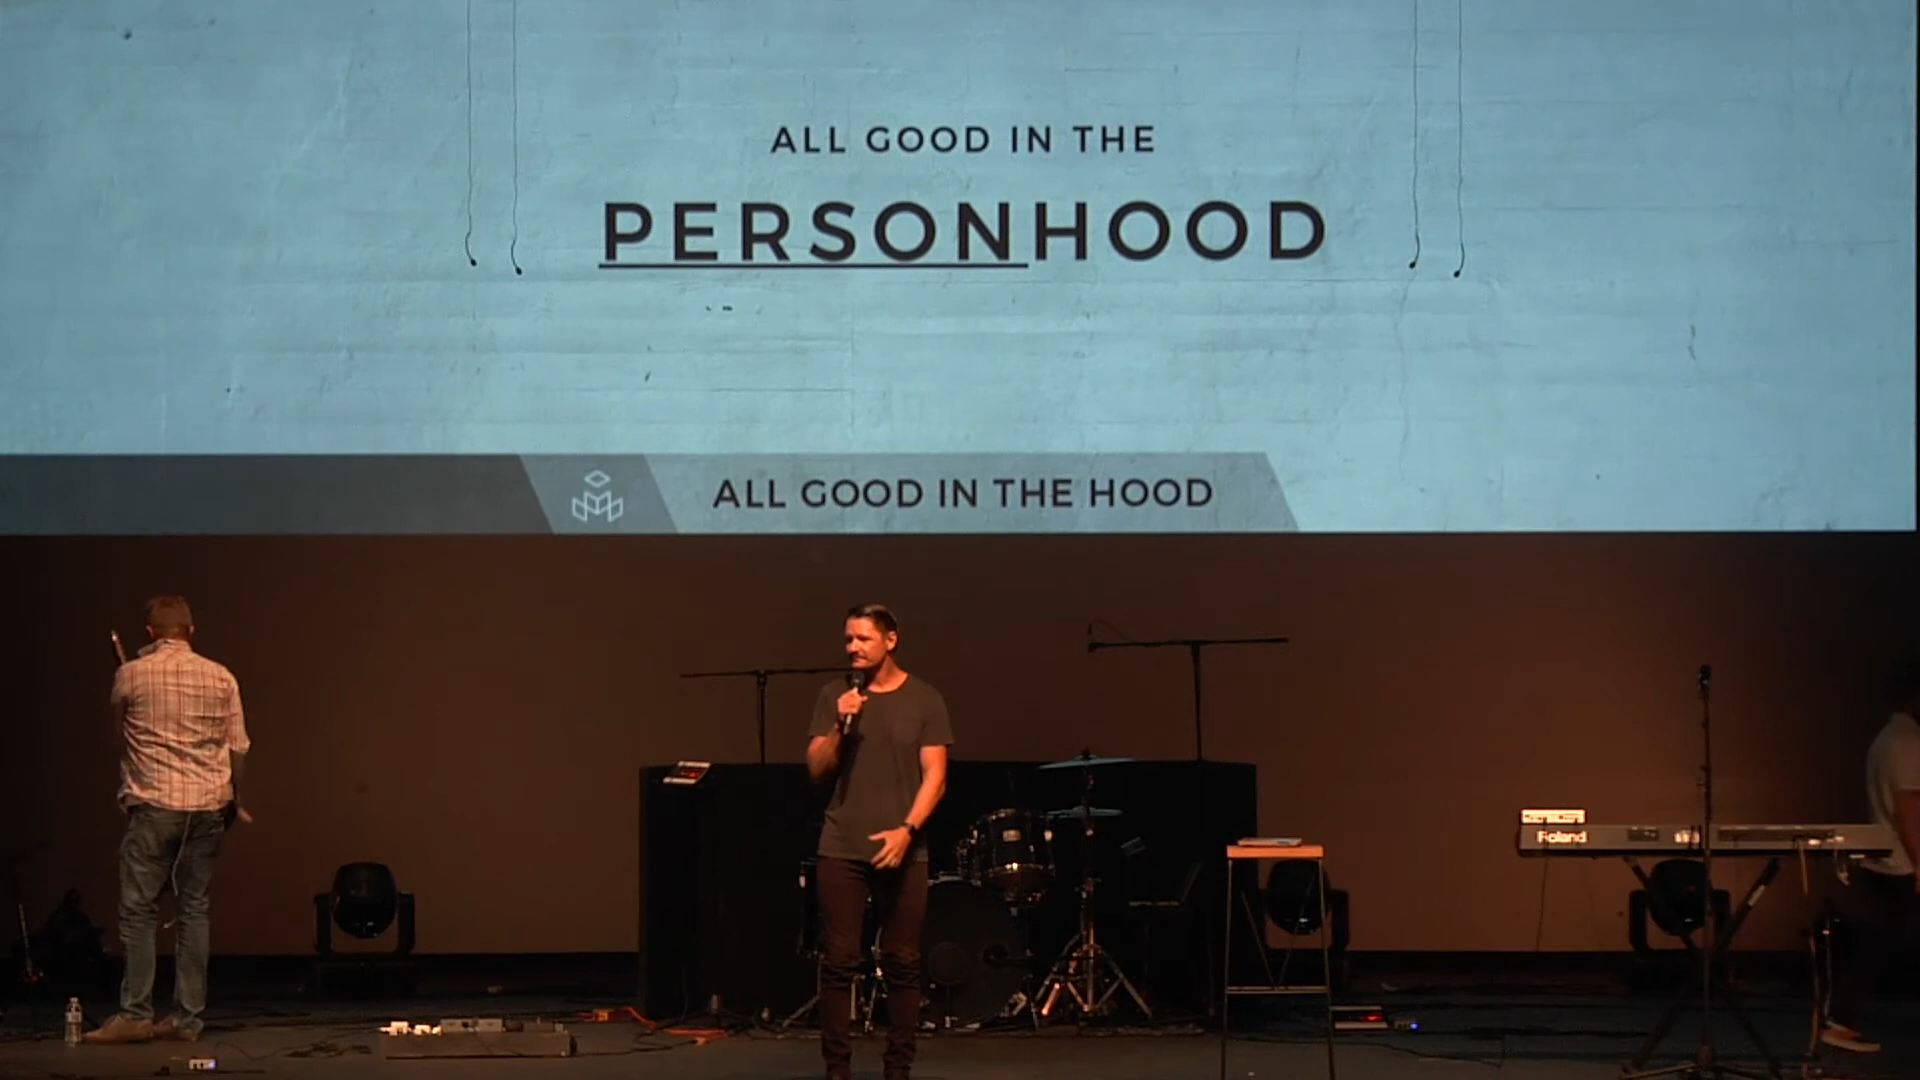 ALL GOOD IN THE
PERSONHOOD
ALL GOOD IN THE HOOD
Roland